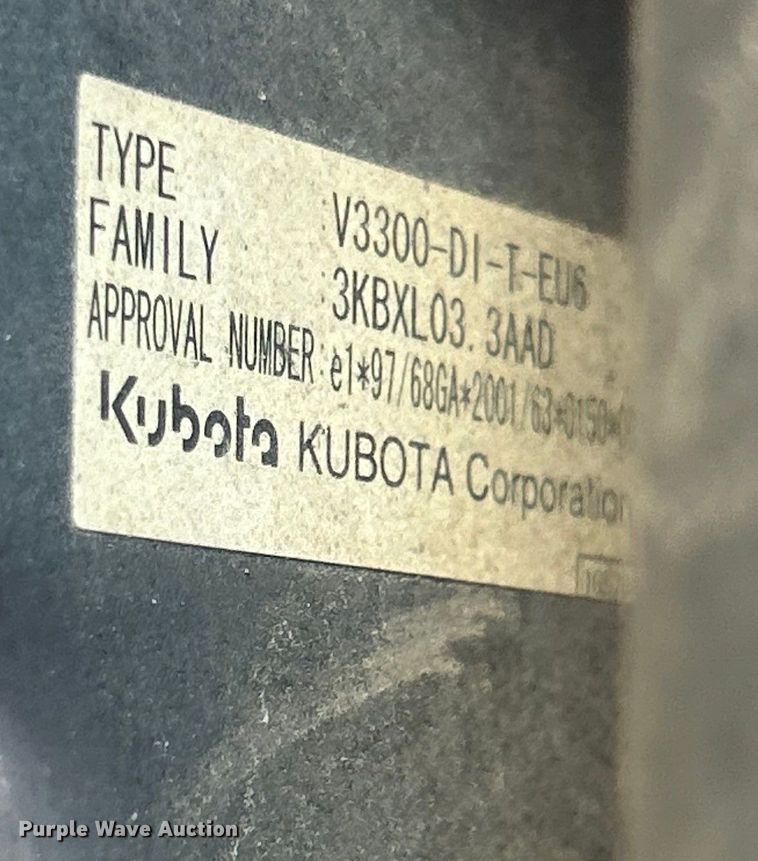 TYPE :V3300-DI-T-EU6
FAMILY :3KBXL03.3AAD
APPROVAL NUMBER:e1*97/68GA*2001/63*0150*
Kubota KUBOTA Corporation
Purple Wave Auction